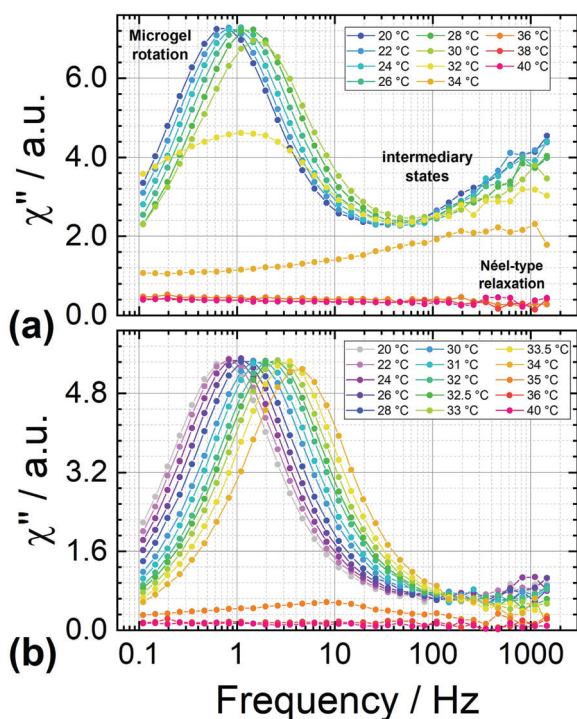 Microgel
rotation
20 °C 28 °C 36 °C
22 °C 30 °C 38 °C
24 °C 32 °C 40 °C
26 °C 34 °C
7.2
6.0
4.0
2.0
0.0
χ'' / a.u.
intermediary
states
Néel-type
relaxation
(a)
20 °C 30 °C 33.5 °C
22 °C 31 °C 34 °C
24 °C 32 °C 35 °C
26 °C 32.5 °C 36 °C
28 °C 33 °C 40 °C
4.8
3.2
1.6
0.0
χ'' / a.u.
(b)
0.1 1 10 100 1000
Frequency / Hz